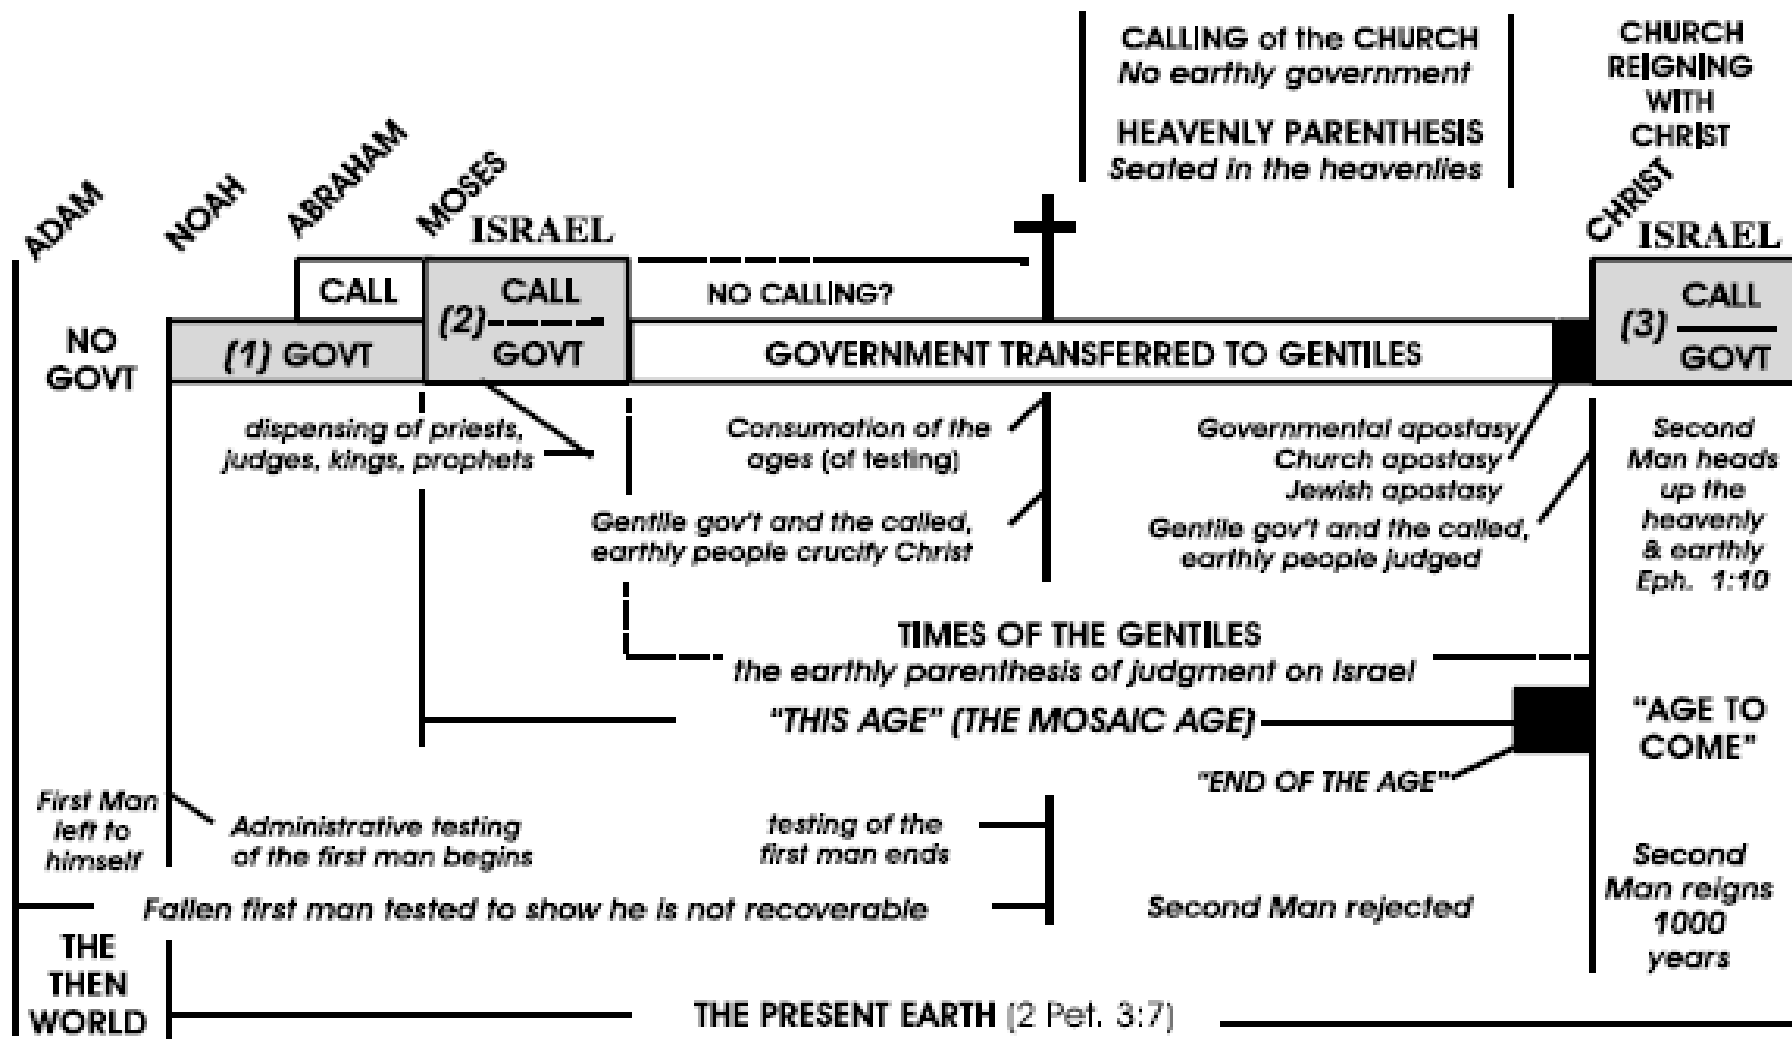 CALLING of the CHURCH
No earthly government
HEAVENLY PARENTHESIS
Seated in the heavenlies
CHURCH
REIGNING
WITH
CHRIST
ADAM
NOAH
ABRAHAM
MOSES
ISRAEL
CHRIST
ISRAEL
NO
GOVT
CALL
(1) GOVT
(2)
CALL
GOVT
NO CALLING?
GOVERNMENT TRANSFERRED TO GENTILES
(3)
CALL
GOVT
dispensing of priests,
judges, kings, prophets
Consumation of the
ages (of testing)
Gentile gov't and the called,
earthly people crucify Christ
Governmental apostasy
Church apostasy
Jewish apostasy
Gentile gov't and the called,
earthly people judged
Second
Man heads
up the
heavenly
& earthly
Eph. 1:10
TIMES OF THE GENTILES
the earthly parenthesis of judgment on Israel
"THIS AGE" (THE MOSAIC AGE)
"AGE TO
COME"
"END OF THE AGE"
First Man
left to
himself
Administrative testing
of the first man begins
testing of the
first man ends
Fallen first man tested to show he is not recoverable
Second Man rejected
Second
Man reigns
1000
years
THE
THEN
WORLD
THE PRESENT EARTH (2 Pet. 3:7)